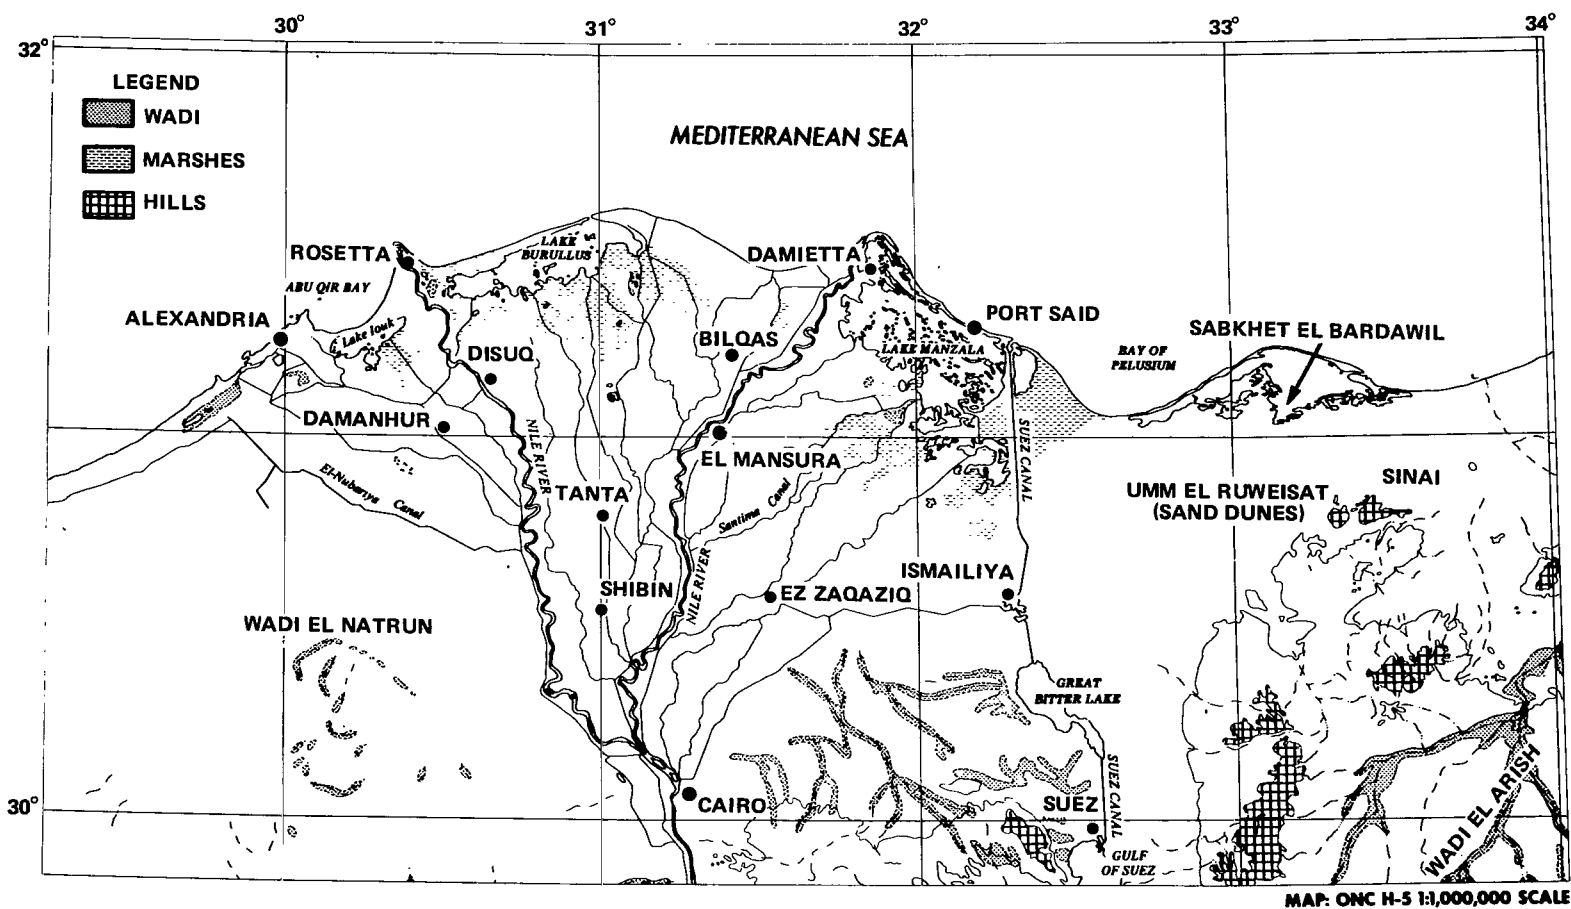 30°
31°
32°
33°
34°
32°
LEGEND
WADI
MARSHES
HILLS
MEDITERRANEAN SEA
ROSETTA
LAKE
BURULLUS
DAMIETTA
ABU QIR BAY
ALEXANDRIA
Lake Iouk
PORT SAID
DISUQ
BILQAS
LAKE MANZALA
BAY OF
PELUSIUM
SABKHET EL BARDAWIL
DAMANHUR
NILE RIVER
EL MANSURA
SUEZ CANAL
El-Nubariya Canal
TANTA
Santima Canal
UMM EL RUWEISAT
(SAND DUNES)
SINAI
SHIBIN
NILE RIVER
EZ ZAQAZIQ
ISMAILIYA
WADI EL NATRUN
GREAT
BITTER LAKE
30°
CAIRO
SUEZ
SUEZ CANAL
GULF
OF SUEZ
WADI EL ARISH
MAP: ONC H-5 1:1,000,000 SCALE